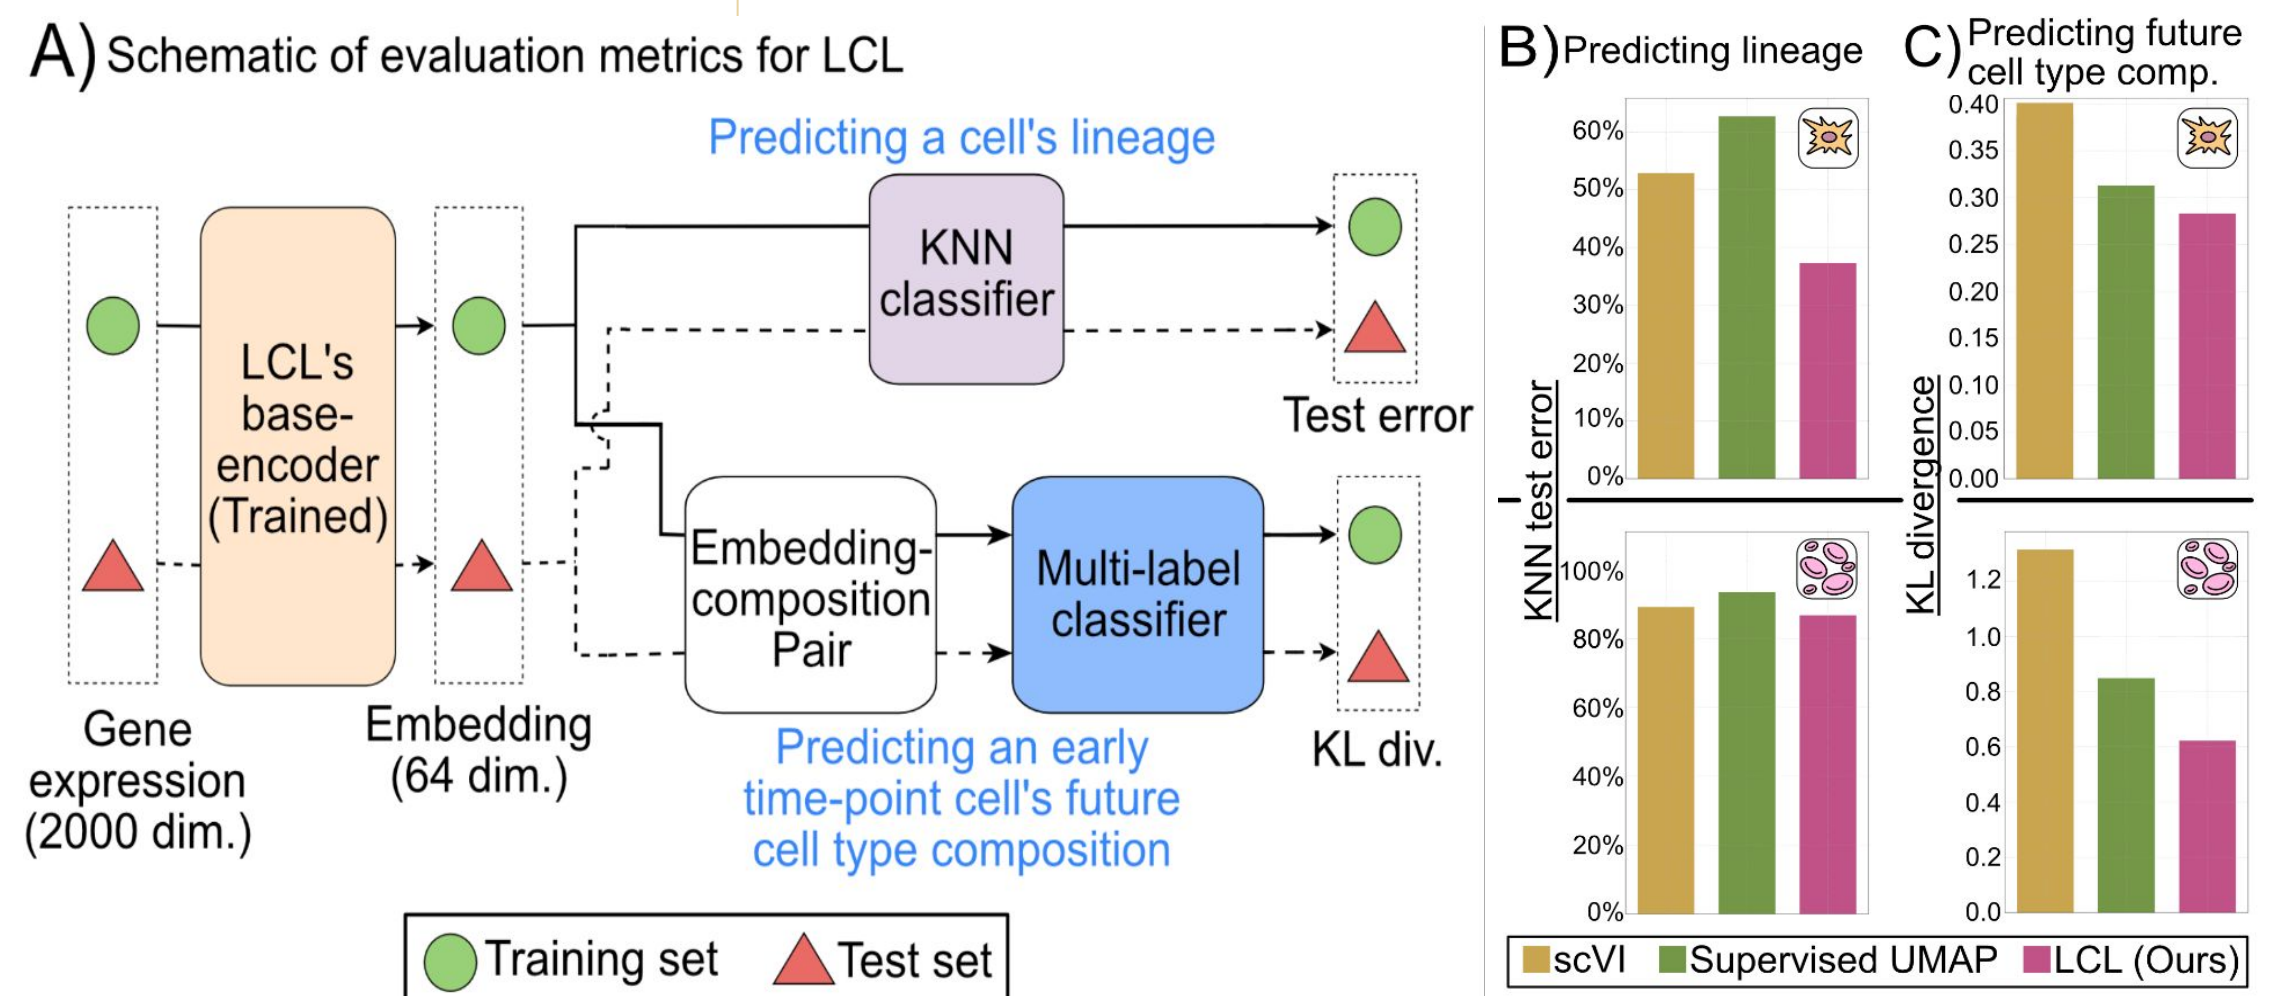 A) Schematic of evaluation metrics for LCL
Predicting a cell's lineage
KNN
classifier
LCL's
base-
encoder
(Trained)
Test error
Embedding-
composition
Pair
Multi-label
classifier
Gene
expression
(2000 dim.)
Embedding
(64 dim.)
KL div.
Predicting an early
time-point cell's future
cell type composition
Training set
Test set
B) Predicting lineage
KNN test error
60%
50%
40%
30%
20%
10%
0%
100%
80%
60%
40%
20%
0%
C) Predicting future
cell type comp.
KL divergence
0.40
0.35
0.30
0.25
0.20
0.15
0.10
0.05
0.00
1.2
1.0
0.8
0.6
0.4
0.2
0.0
scVI
Supervised UMAP
LCL (Ours)